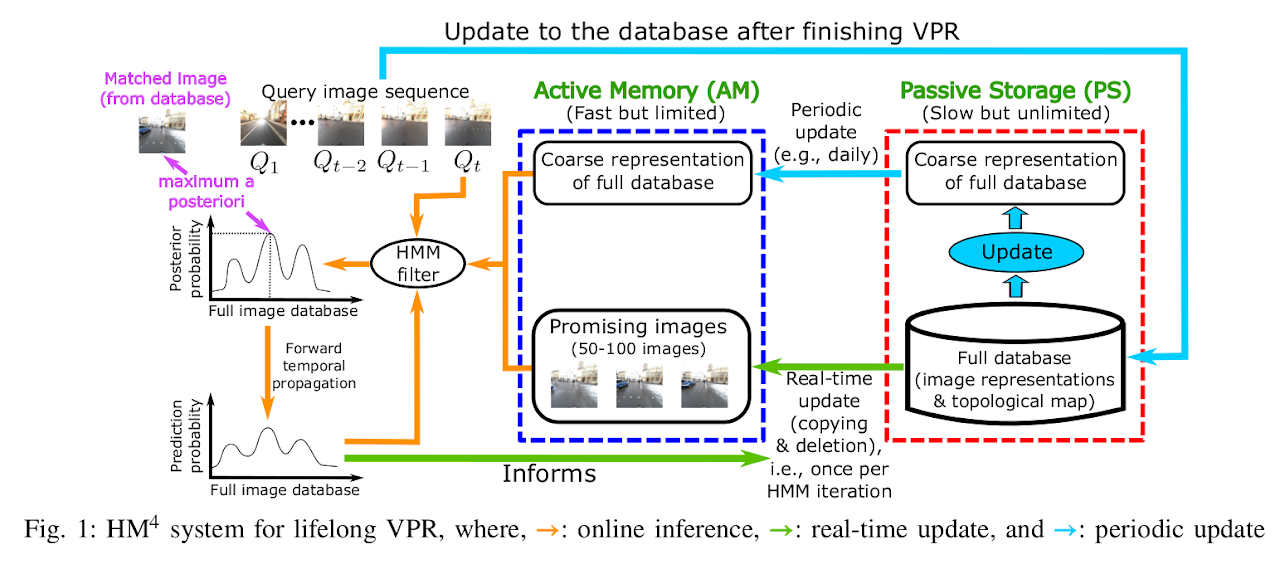 Update to the database after finishing VPR
Matched Image
(from database)
Query image sequence
Q_1
Q_{t-2}
Q_{t-1}
Q_t
maximum a
posteriori
Posterior
probability
Full image database
HMM
filter
Forward
temporal
propagation
Prediction
probability
Full image database
Informs
Active Memory (AM)
(Fast but limited)
Coarse representation
of full database
Promising images
(50-100 images)
Periodic
update
(e.g., daily)
Real-time
update
(copying
& deletion),
i.e., once per
HMM iteration
Passive Storage (PS)
(Slow but unlimited)
Coarse representation
of full database
Update
Full database
(image representations
& topological map)
Fig. 1: HM⁴ system for lifelong VPR, where, →: online inference, →: real-time update, and →: periodic update